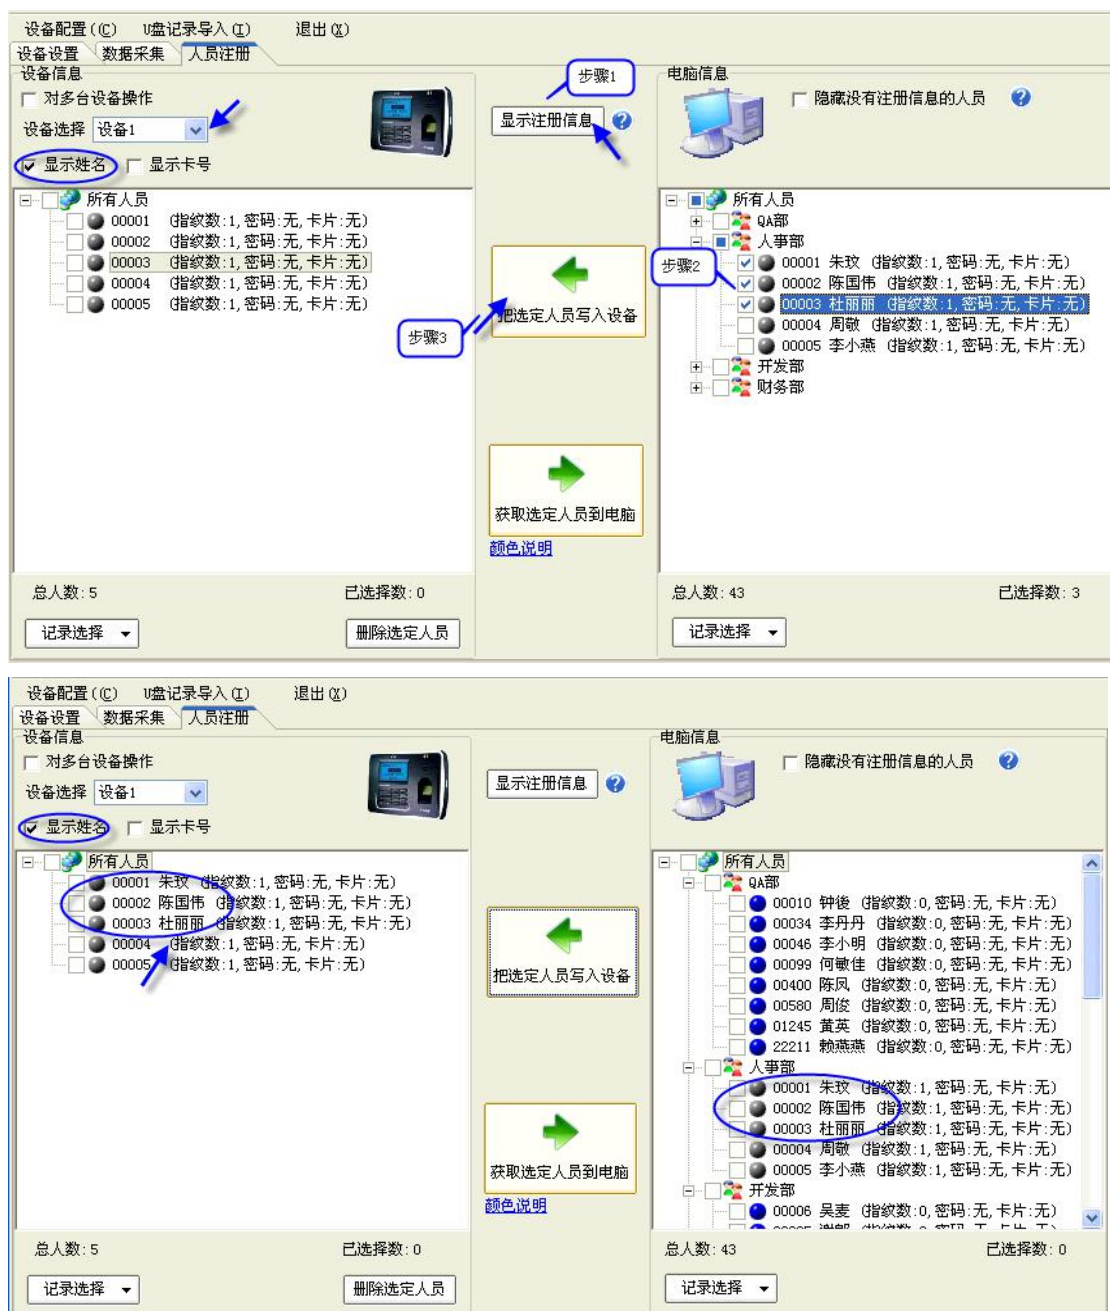 设备配置(C) U盘记录导入(I) 退出(X)
设备设置 数据采集 人员注册
设备信息
对多台设备操作
设备选择 设备1
显示姓名 显示卡号
步骤1
显示注册信息
电脑信息
隐藏没有注册信息的人员
所有人员
00001 (指纹数:1,密码:无,卡片:无)
00002 (指纹数:1,密码:无,卡片:无)
00003 (指纹数:1,密码:无,卡片:无)
00004 (指纹数:1,密码:无,卡片:无)
00005 (指纹数:1,密码:无,卡片:无)
步骤3
把选定人员写入设备
获取选定人员到电脑
颜色说明
所有人员
QA部
人事部
步骤2
00001 朱玟 (指纹数:1,密码:无,卡片:无)
00002 陈国伟 (指纹数:1,密码:无,卡片:无)
00003 杜丽丽 (指纹数:1,密码:无,卡片:无)
00004 周敬 (指纹数:1,密码:无,卡片:无)
00005 李小燕 (指纹数:1,密码:无,卡片:无)
开发部
财务部
总人数:5 已选择数:0
记录选择 删除选定人员
总人数:43 已选择数:3
记录选择
设备配置(C) U盘记录导入(I) 退出(X)
设备设置 数据采集 人员注册
设备信息
对多台设备操作
设备选择 设备1
显示姓名 显示卡号
显示注册信息
电脑信息
隐藏没有注册信息的人员
所有人员
00001 朱玟 (指纹数:1,密码:无,卡片:无)
00002 陈国伟 (指纹数:1,密码:无,卡片:无)
00003 杜丽丽 (指纹数:1,密码:无,卡片:无)
00004 (指纹数:1,密码:无,卡片:无)
00005 (指纹数:1,密码:无,卡片:无)
把选定人员写入设备
获取选定人员到电脑
颜色说明
所有人员
QA部
00010 钟後 (指纹数:0,密码:无,卡片:无)
00034 李丹丹 (指纹数:0,密码:无,卡片:无)
00046 李小明 (指纹数:0,密码:无,卡片:无)
00099 何敏佳 (指纹数:0,密码:无,卡片:无)
00400 陈凤 (指纹数:0,密码:无,卡片:无)
00580 周俊 (指纹数:0,密码:无,卡片:无)
01245 黄英 (指纹数:0,密码:无,卡片:无)
22211 赖燕燕 (指纹数:0,密码:无,卡片:无)
人事部
00001 朱玟 (指纹数:1,密码:无,卡片:无)
00002 陈国伟 (指纹数:1,密码:无,卡片:无)
00003 杜丽丽 (指纹数:1,密码:无,卡片:无)
00004 周敬 (指纹数:1,密码:无,卡片:无)
00005 李小燕 (指纹数:1,密码:无,卡片:无)
开发部
00006 吴麦 (指纹数:0,密码:无,卡片:无)
总人数:5 已选择数:0
记录选择 删除选定人员
总人数:43 已选择数:0
记录选择